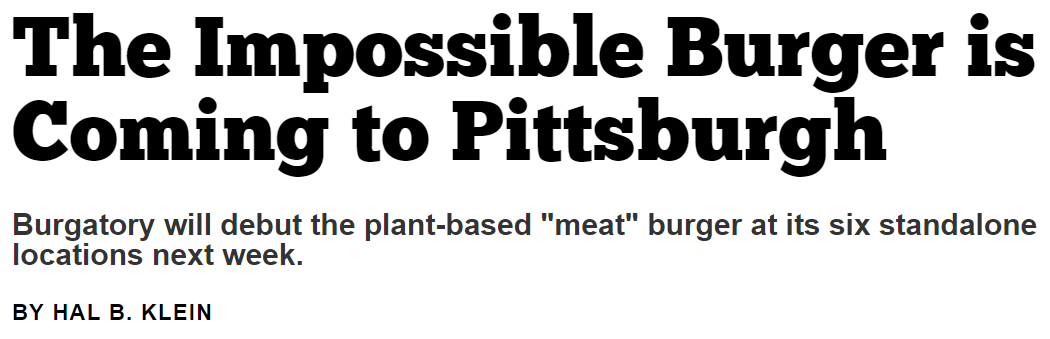 The Impossible Burger is
Coming to Pittsburgh
Burgatory will debut the plant-based "meat" burger at its six standalone
locations next week.
BY HAL B. KLEIN